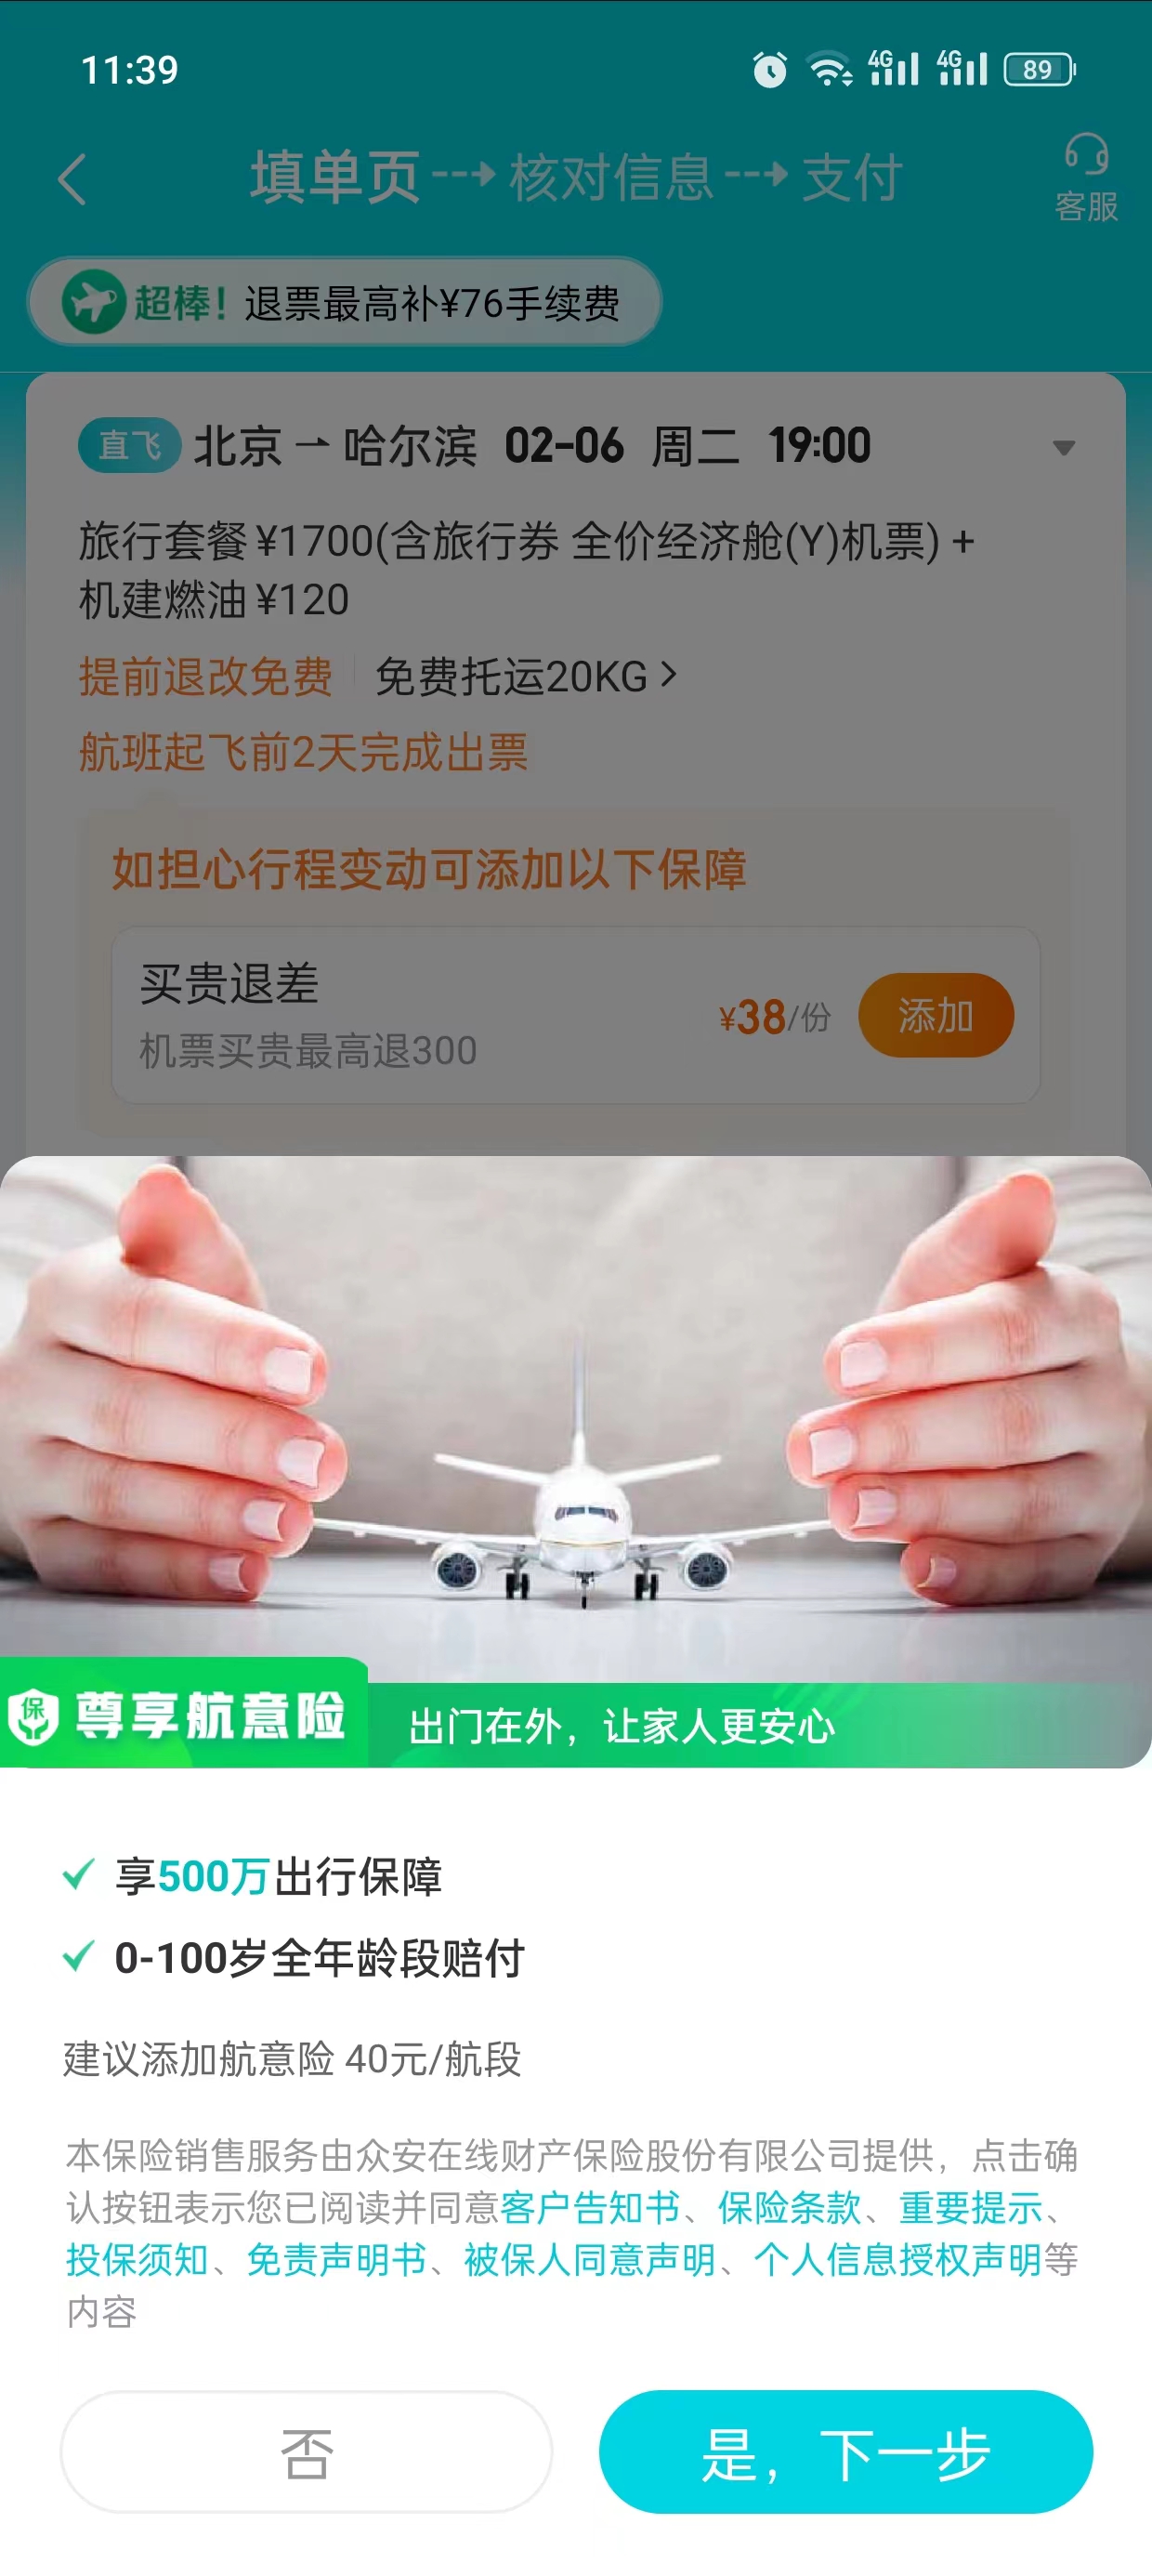 11:39
4G 4G 89
填单页 核对信息 支付
客服
超棒！退票最高补¥76手续费
直飞 北京 哈尔滨 02-06 周二 19:00
旅行套餐 ¥1700(含旅行券 全价经济舱(Y)机票) +
机建燃油 ¥120
提前退改免费 免费托运20KG
航班起飞前2天完成出票
如担心行程变动可添加以下保障
买贵退差
¥38/份 添加
机票买贵最高退300
保 尊享航意险 出门在外，让家人更安心
享500万出行保障
0-100岁全年龄段赔付
建议添加航意险 40元/航段
本保险销售服务由众安在线财产保险股份有限公司提供，点击确
认按钮表示您已阅读并同意客户告知书、保险条款、重要提示、
投保须知、免责声明书、被保人同意声明、个人信息授权声明等
内容
否 是，下一步